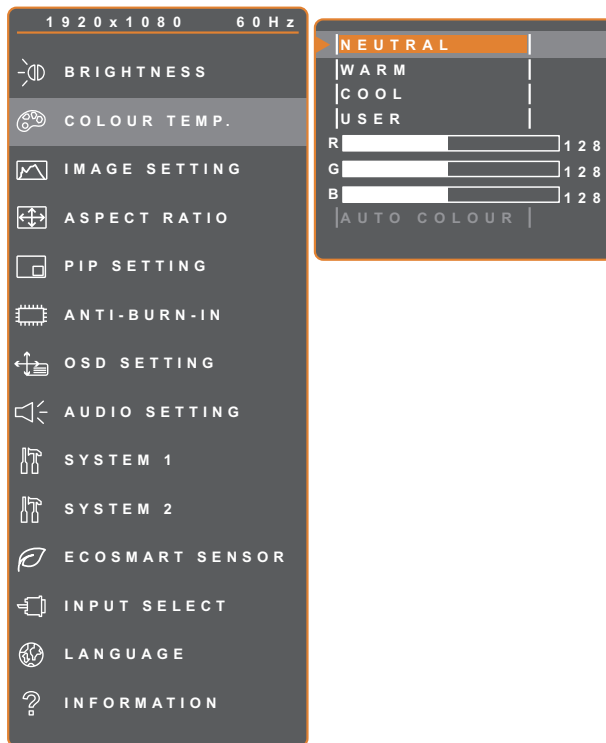 1920x1080 60Hz
BRIGHTNESS
COLOUR TEMP.
IMAGE SETTING
ASPECT RATIO
PIP SETTING
ANTI-BURN-IN
OSD SETTING
AUDIO SETTING
SYSTEM 1
SYSTEM 2
ECOSMART SENSOR
INPUT SELECT
LANGUAGE
INFORMATION
NEUTRAL
WARM
COOL
USER
R 128
G 128
B 128
AUTO COLOUR